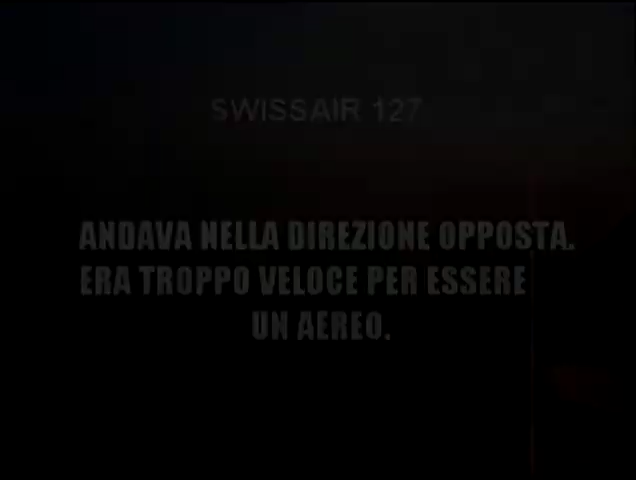 SWISSAIR 127
ANDAVA NELLA DIREZIONE OPPOSTA.
ERA TROPPO VELOCE PER ESSERE
UN AEREO.